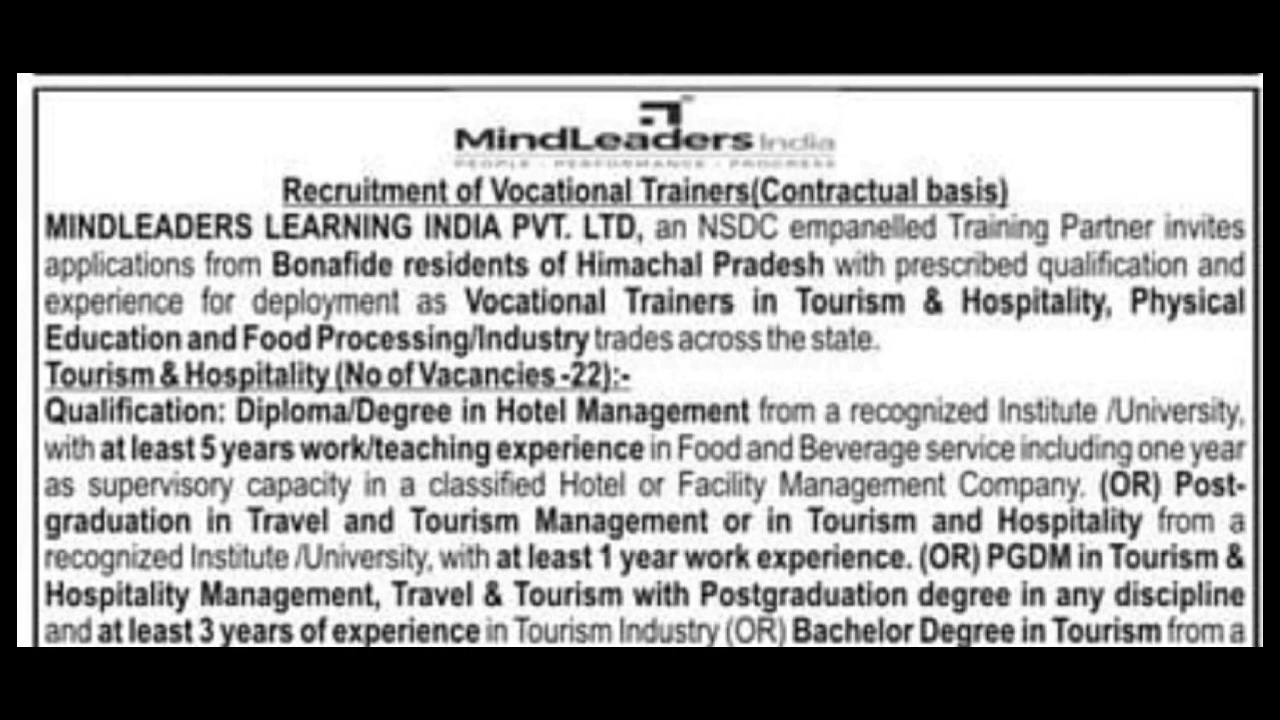 MindLeaders India
PEOPLE - PERFORMANCE - PROGRESS
Recruitment of Vocational Trainers(Contractual basis)
MINDLEADERS LEARNING INDIA PVT. LTD, an NSDC empanelled Training Partner invites
applications from Bonafide residents of Himachal Pradesh with prescribed qualification and
experience for deployment as Vocational Trainers in Tourism & Hospitality, Physical
Education and Food Processing/Industry trades across the state.
Tourism & Hospitality (No of Vacancies -22):-
Qualification: Diploma/Degree in Hotel Management from a recognized Institute /University,
with at least 5 years work/teaching experience in Food and Beverage service including one year
as supervisory capacity in a classified Hotel or Facility Management Company. (OR) Post-
graduation in Travel and Tourism Management or in Tourism and Hospitality from a
recognized Institute /University, with at least 1 year work experience. (OR) PGDM in Tourism &
Hospitality Management, Travel & Tourism with Postgraduation degree in any discipline
and at least 3 years of experience in Tourism Industry (OR) Bachelor Degree in Tourism from a